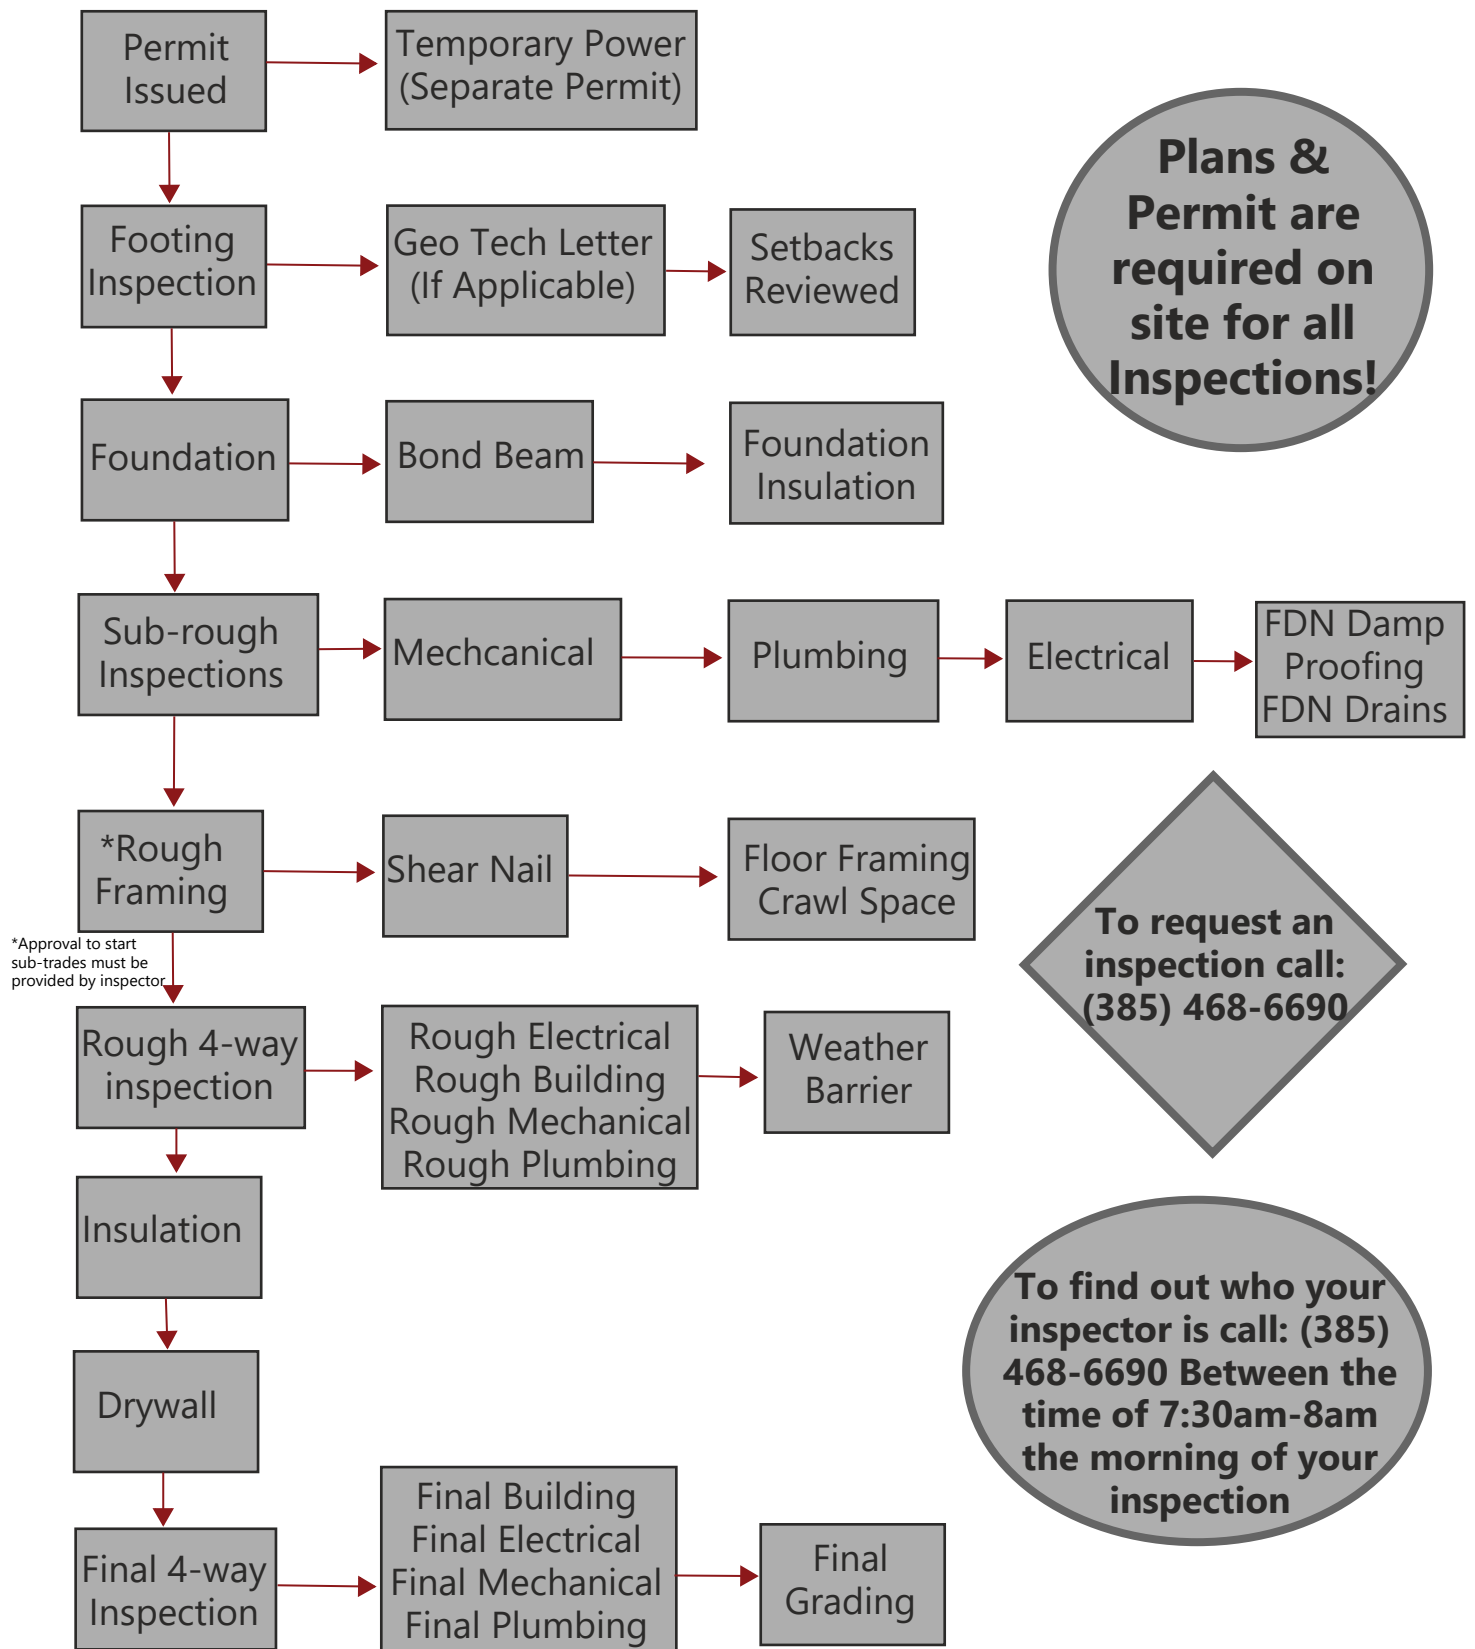 Permit
Issued
Temporary Power
(Separate Permit)
Plans &
Permit are
required on
site for all
Inspections!
Footing
Inspection
Geo Tech Letter
(If Applicable)
Setbacks
Reviewed
Foundation
Bond Beam
Foundation
Insulation
Sub-rough
Inspections
Mechcanical
Plumbing
Electrical
FDN Damp
Proofing
FDN Drains
*Rough
Framing
Shear Nail
Floor Framing
Crawl Space
*Approval to start
sub-trades must be
provided by inspector
To request an
inspection call:
(385) 468-6690
Rough 4-way
inspection
Rough Electrical
Rough Building
Rough Mechanical
Rough Plumbing
Weather
Barrier
Insulation
To find out who your
inspector is call: (385)
468-6690 Between the
time of 7:30am-8am
the morning of your
inspection
Drywall
Final 4-way
Inspection
Final Building
Final Electrical
Final Mechanical
Final Plumbing
Final
Grading